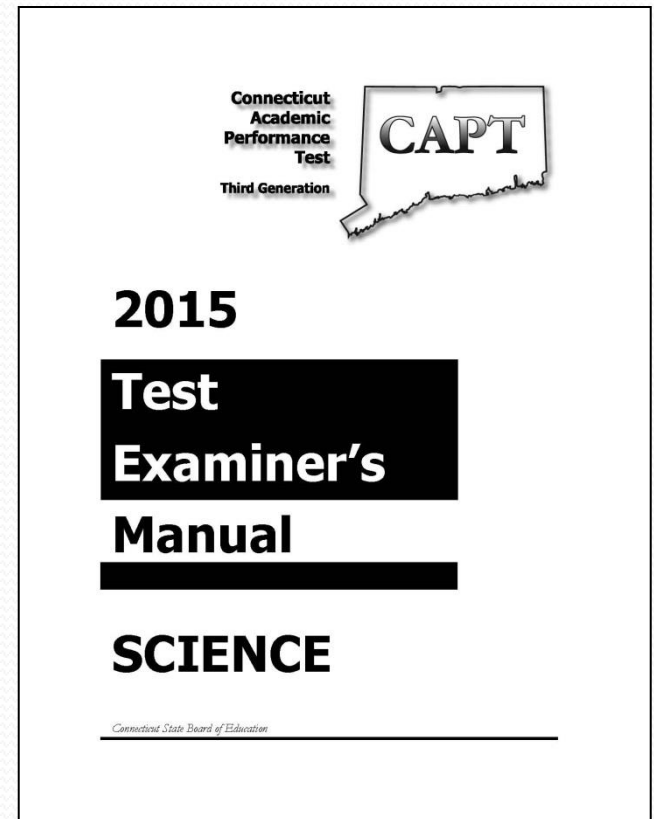 Connecticut
Academic
Performance
Test
Third Generation
CAPT
2015
Test
Examiner's
Manual
SCIENCE
Connecticut State Board of Education